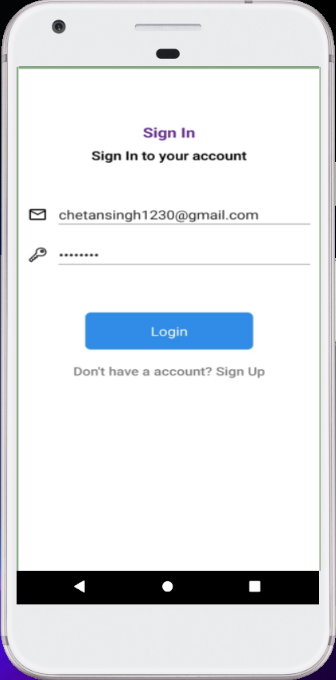 Sign In
Sign In to your account
chetansingh1230@gmail.com
••••••••
Login
Don't have a account? Sign Up